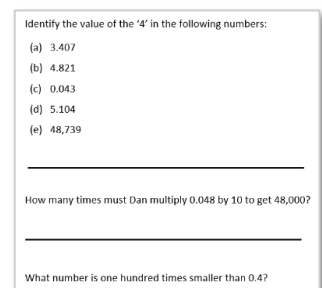 Identify the value of the ‘4’ in the following numbers:
(a) 3.407
(b) 4.821
(c) 0.043
(d) 5.104
(e) 48,739
How many times must Dan multiply 0.048 by 10 to get 48,000?
What number is one hundred times smaller than 0.4?